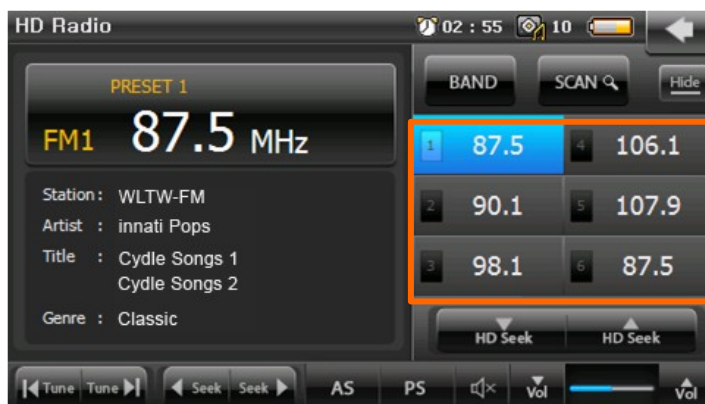 HD Radio 02 : 55 10
PRESET 1
FM1 87.5 MHz
Station : WLTW-FM
Artist : innati Pops
Title : Cydle Songs 1
Cydle Songs 2
Genre : Classic
BAND SCAN Hide
1 87.5 4 106.1
2 90.1 5 107.9
3 98.1 6 87.5
HD Seek HD Seek
Tune Tune Seek Seek AS PS Vol Vol